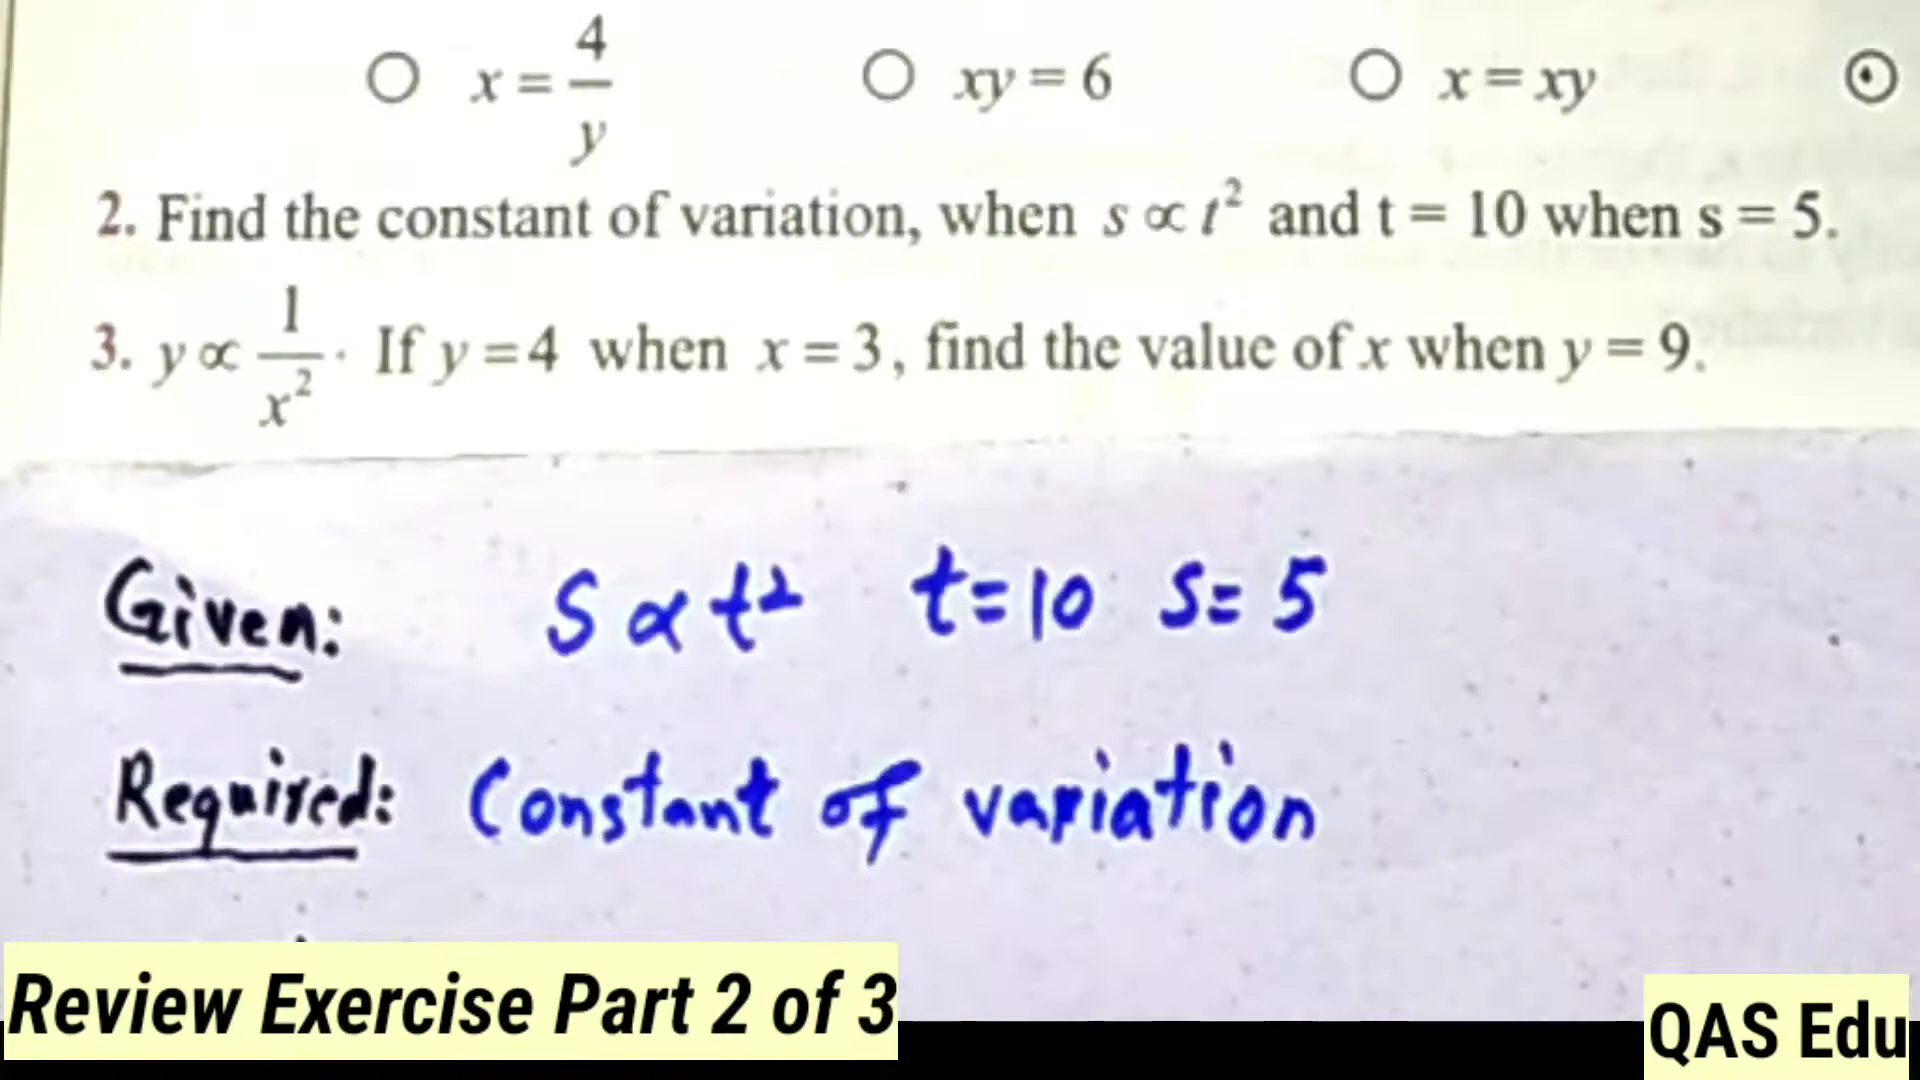 ○ x = 4/y ○ xy = 6 ○ x = xy ⊙
2. Find the constant of variation, when s ∝ t² and t = 10 when s = 5.
3. y ∝ 1/x². If y = 4 when x = 3, find the value of x when y = 9.
Given: S ∝ t² t=10 S= 5
Required: Constant of variation
Review Exercise Part 2 of 3
QAS Edu